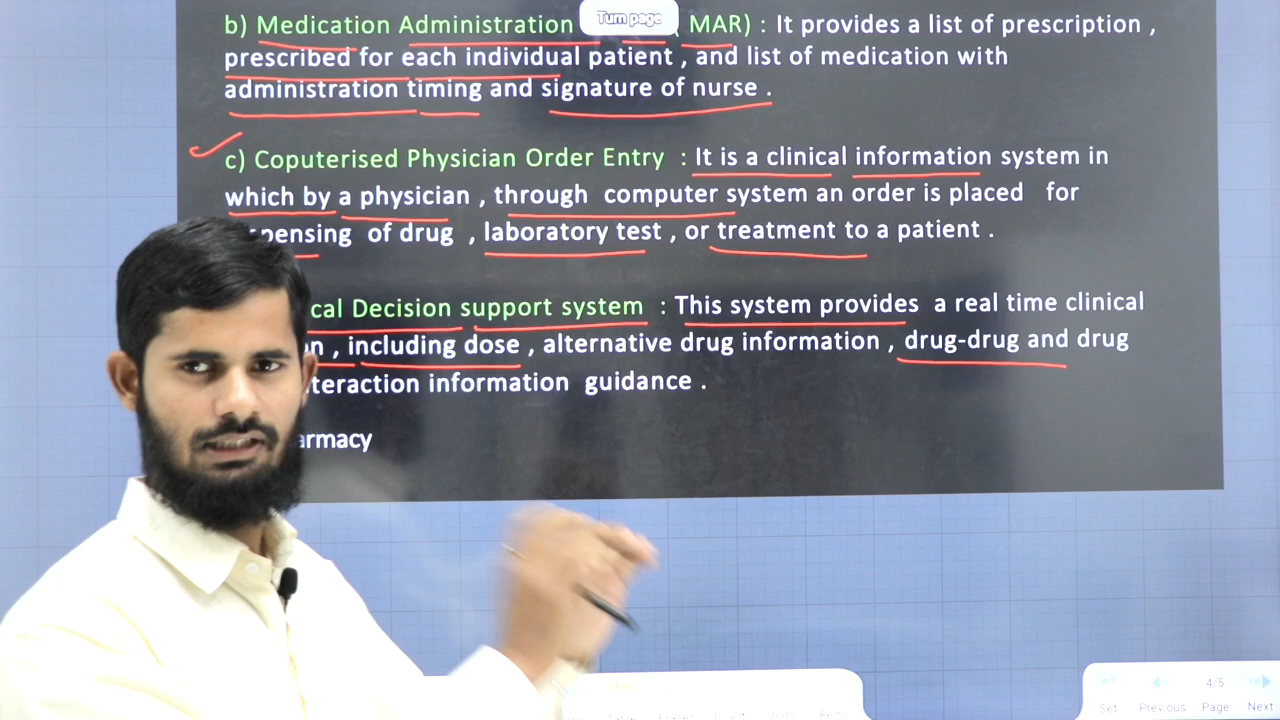 b) Medication Administration MAR) : It provides a list of prescription ,
Turn page
prescribed for each individual patient , and list of medication with
administration timing and signature of nurse .
c) Coputerised Physician Order Entry : It is a clinical information system in
which by a physician , through computer system an order is placed for
pensing of drug , laboratory test , or treatment to a patient .
cal Decision support system : This system provides a real time clinical
n , including dose , alternative drug information , drug-drug and drug
teraction information guidance .
armacy
4/5
Set Previous Page Next